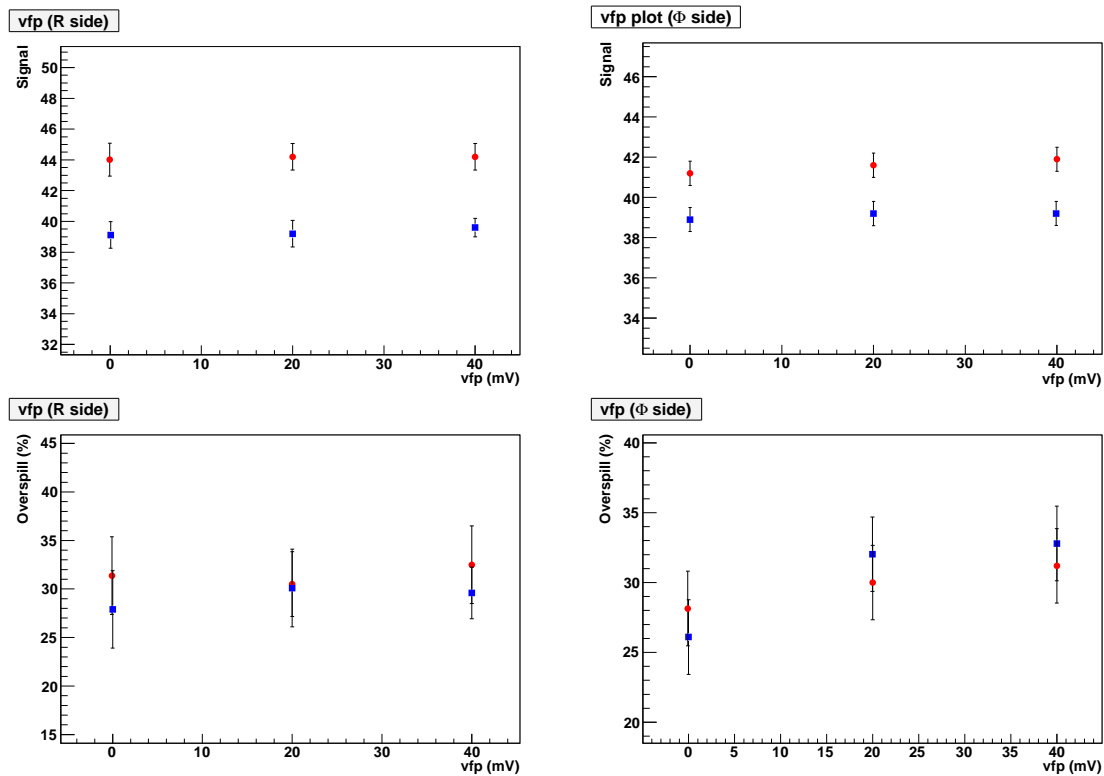 vfp (R side)
Signal
50
48
46
44
42
40
38
36
34
32
0 10 20 30 40
vfp (mV)
vfp plot (Φ side)
Signal
46
44
42
40
38
36
34
0 10 20 30 40
vfp (mV)
vfp (R side)
Overspill (%)
45
40
35
30
25
20
15
0 10 20 30 40
vfp (mV)
vfp (Φ side)
Overspill (%)
40
35
30
25
20
0 5 10 15 20 25 30 35 40
vfp (mV)